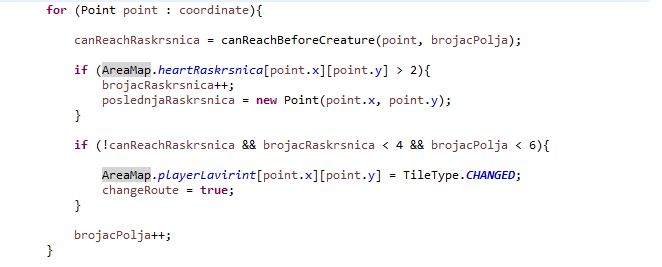 for (Point point : coordinate){
canReachRaskrsnica = canReachBeforeCreature(point, brojacPolja);
if (AreaMap.heartRaskrsnica[point.x][point.y] > 2){
brojacRaskrsnica++;
poslednjaRaskrsnica = new Point(point.x, point.y);
}
if (!canReachRaskrsnica && brojacRaskrsnica < 4 && brojacPolja < 6){
AreaMap.playerLavirint[point.x][point.y] = TileType.CHANGED;
changeRoute = true;
}
brojacPolja++;
}